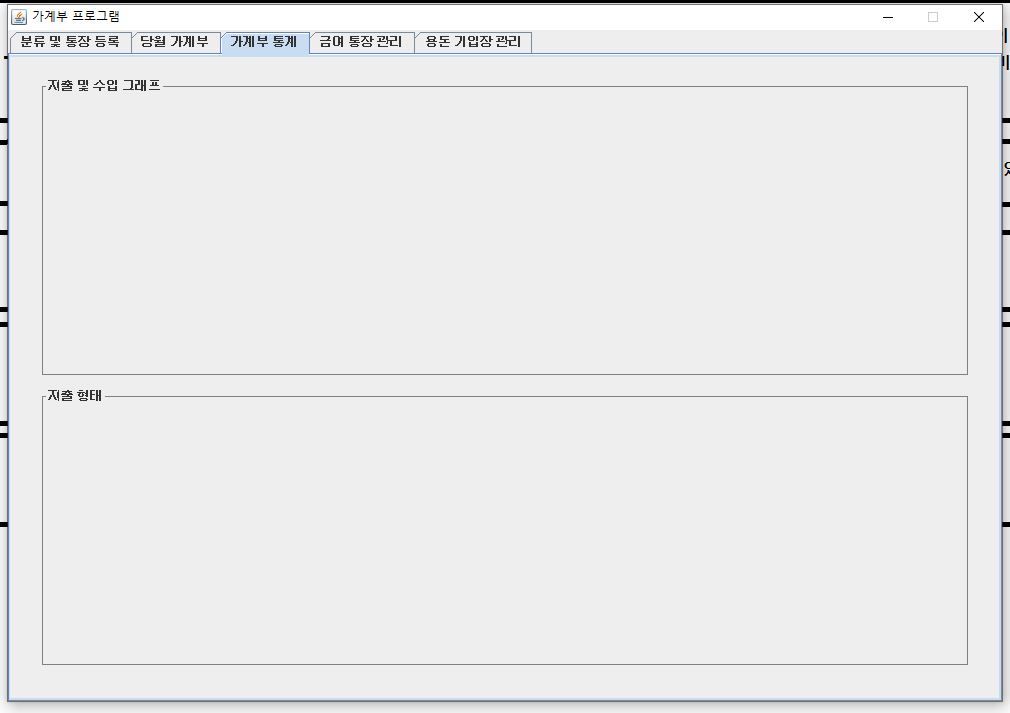 가계부 프로그램
분류 및 통장 등록
당월 가계부
가계부 통계
급여 통장 관리
용돈 기입장 관리
지출 및 수입 그래프
지출 형태